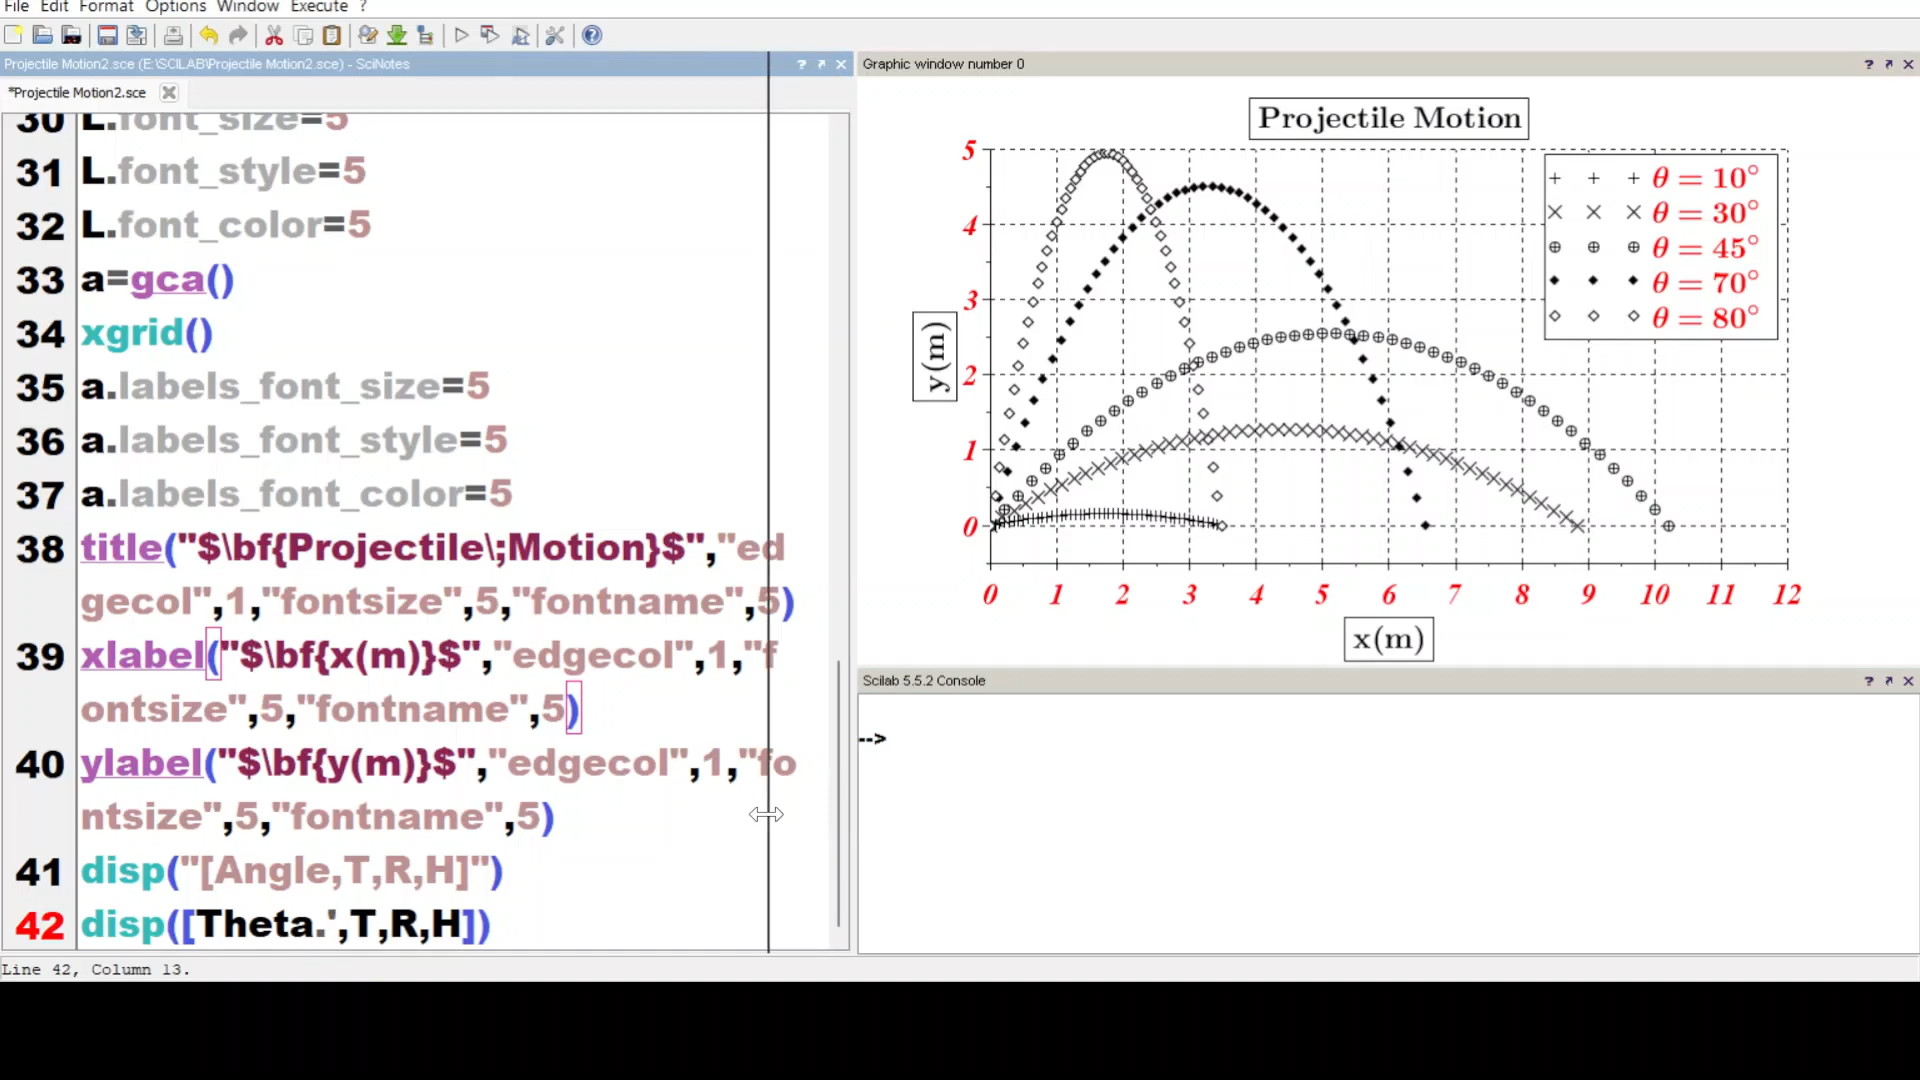 File Edit Format Options Window Execute ?
Projectile Motion2.sce (E:\SCILAB\Projectile Motion2.sce) - SciNotes
*Projectile Motion2.sce
30 L.font_size=5
31 L.font_style=5
32 L.font_color=5
33 a=gca()
34 xgrid()
35 a.labels_font_size=5
36 a.labels_font_style=5
37 a.labels_font_color=5
38 title("$\bf{Projectile\;Motion}$","ed
gecol",1,"fontsize",5,"fontname",5)
39 xlabel("$\bf{x(m)}$","edgecol",1,"f
ontsize",5,"fontname",5)
40 ylabel("$\bf{y(m)}$","edgecol",1,"fo
ntsize",5,"fontname",5)
41 disp("[Angle,T,R,H]")
42 disp([Theta.',T,R,H])
Line 42, Column 13.
Graphic window number 0
Projectile Motion
5
4
3
2
1
0
y(m)
θ = 10°
θ = 30°
θ = 45°
θ = 70°
θ = 80°
0 1 2 3 4 5 6 7 8 9 10 11 12
x(m)
Scilab 5.5.2 Console
-->